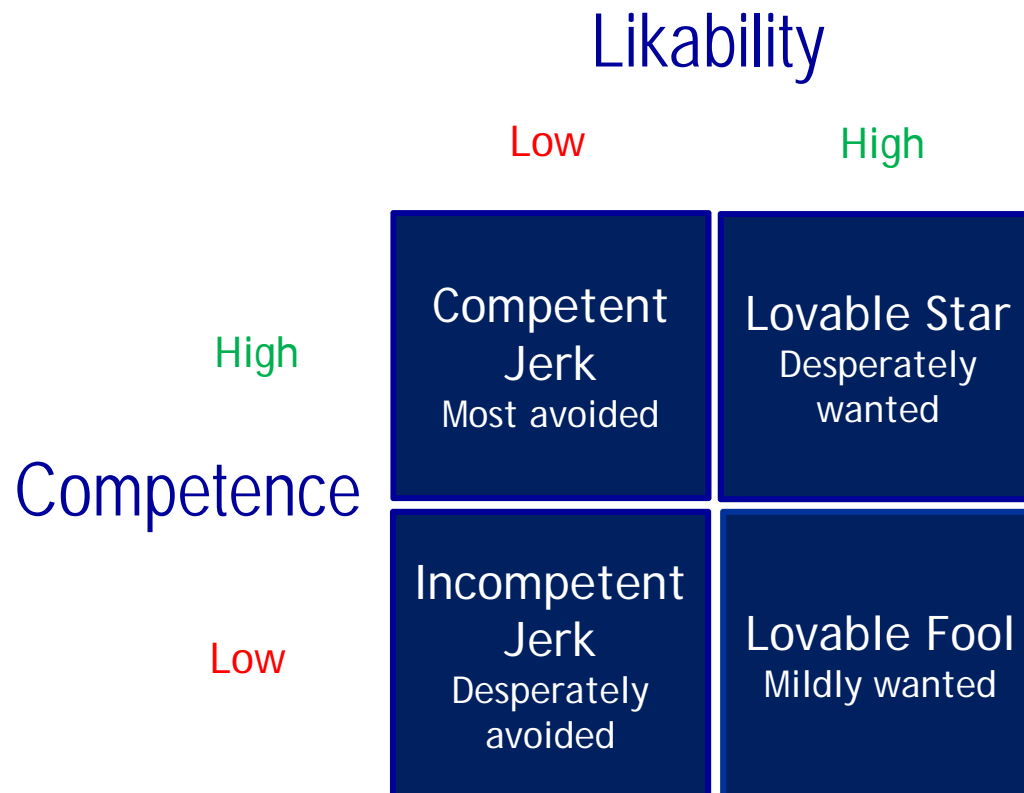 Likability
Low
High
High
Competent
Jerk
Most avoided
Lovable Star
Desperately
wanted
Competence
Low
Incompetent
Jerk
Desperately
avoided
Lovable Fool
Mildly wanted